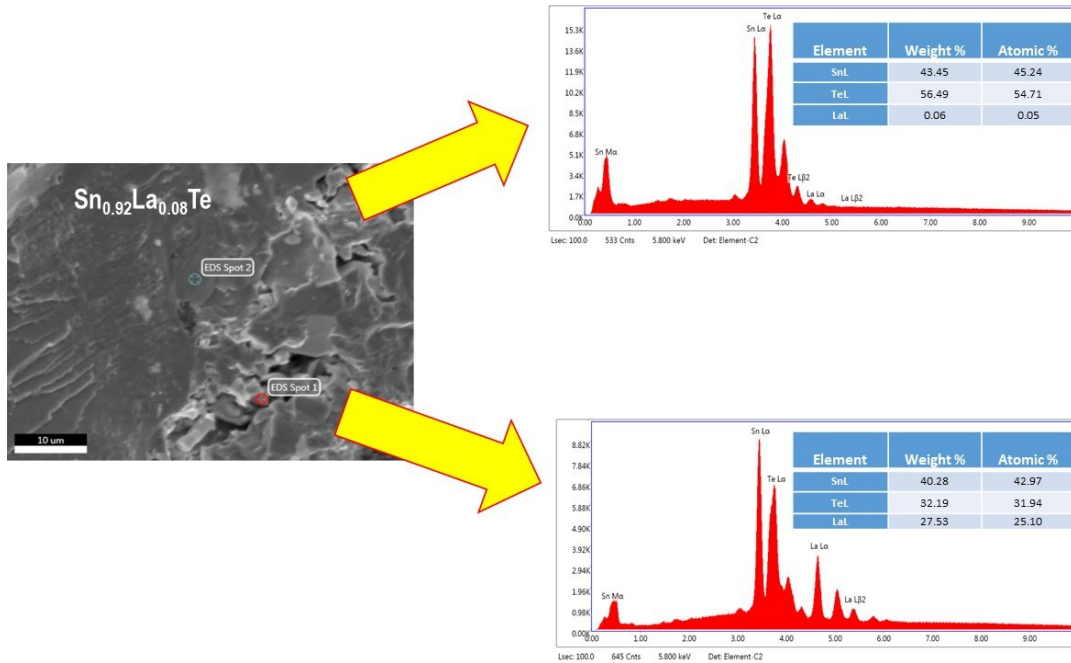 Sn0.92La0.08Te
EDS Spot 2
EDS Spot 1
10 um
15.3K
13.6K
11.9K
10.2K
8.5K
6.8K
5.1K
3.4K
1.7K
0.0K
Sn Mα
Sn Lα
Te Lα
Te Lβ2
La Lα
La Lβ2
0.00 1.00 2.00 3.00 4.00 5.00 6.00 7.00 8.00 9.00 10.0
Lsec: 100.0 533 Cnts 5.800 keV Det: Element-C2
Element Weight % Atomic %
SnL 43.45 45.24
TeL 56.49 54.71
LaL 0.06 0.05
8.82K
7.84K
6.86K
5.88K
4.90K
3.92K
2.94K
1.96K
0.98K
0.00K
Sn Mα
Sn Lα
Te Lα
La Lα
La Lβ2
0.00 1.00 2.00 3.00 4.00 5.00 6.00 7.00 8.00 9.00
Lsec: 100.0 645 Cnts 5.800 keV Det: Element-C2
Element Weight % Atomic %
SnL 40.28 42.97
TeL 32.19 31.94
LaL 27.53 25.10